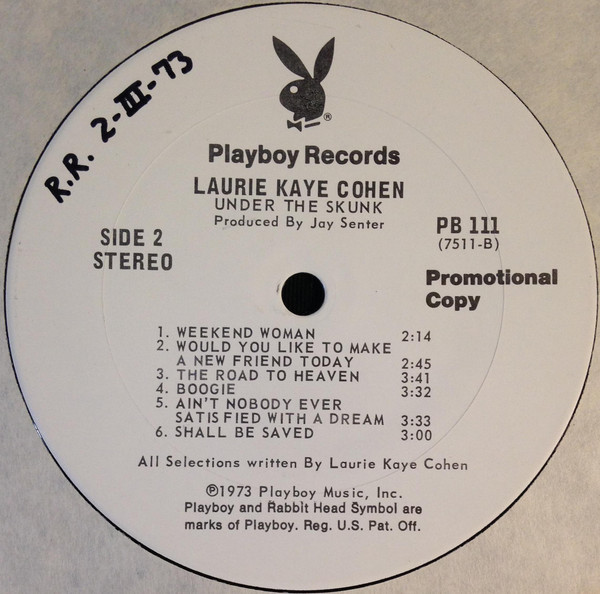 R.R. 2-III-73
®
Playboy Records
LAURIE KAYE COHEN
UNDER THE SKUNK
Produced By Jay Senter
SIDE 2
STEREO
PB 111
(7511-B)
Promotional
Copy
1. WEEKEND WOMAN 2:14
2. WOULD YOU LIKE TO MAKE
A NEW FRIEND TODAY 2:45
3. THE ROAD TO HEAVEN 3:41
4. BOOGIE 3:32
5. AIN'T NOBODY EVER
SATISFIED WITH A DREAM 3:33
6. SHALL BE SAVED 3:00
All Selections written By Laurie Kaye Cohen
℗1973 Playboy Music, Inc.
Playboy and Rabbit Head Symbol are
marks of Playboy. Reg. U.S. Pat. Off.